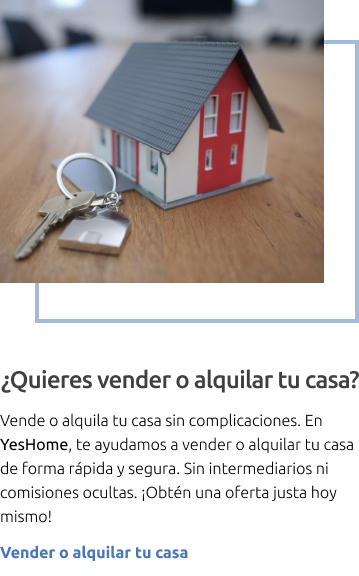 ¿Quieres vender o alquilar tu casa?
Vende o alquila tu casa sin complicaciones. En
YesHome, te ayudamos a vender o alquilar tu casa
de forma rápida y segura. Sin intermediarios ni
comisiones ocultas. ¡Obtén una oferta justa hoy
mismo!
Vender o alquilar tu casa